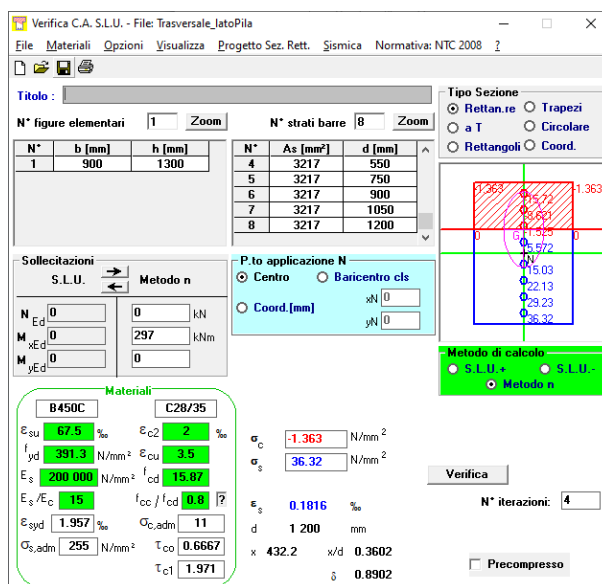 Verifica C.A. S.L.U. - File: Trasversale_latoPila
File Materiali Opzioni Visualizza Progetto Sez. Rett. Sismica Normativa: NTC 2008 ?
Titolo :
N° figure elementari 1 Zoom
N° strati barre 8 Zoom
N° b [mm] h [mm]
1 900 1300
N° As [mm²] d [mm]
4 3217 550
5 3217 750
6 3217 900
7 3217 1050
8 3217 1200
Tipo Sezione
Rettan.re Trapezi
a T Circolare
Rettangoli Coord.
-1.363 -1.363
-15.72
-8.621
-1.525
0 G 0
5.572
N
15.03
22.13
29.23
36.32
Sollecitazioni
S.L.U. Metodo n
N Ed 0 0 kN
M xEd 0 297 kNm
M yEd 0 0
P.to applicazione N
Centro Baricentro cls
Coord.[mm] xN 0
yN 0
Metodo di calcolo
S.L.U.+ S.L.U.-
Metodo n
Materiali
B450C C28/35
εsu 67.5 ‰ εc2 2 ‰
fyd 391.3 N/mm² εcu 3.5
Es 200 000 N/mm² fcd 15.87
Es/Ec 15 fcc/fcd 0.8 ?
εsyd 1.957 ‰ σc,adm 11
σs,adm 255 N/mm² τco 0.6667
τc1 1.971
σc -1.363 N/mm²
σs 36.32 N/mm²
εs 0.1816 ‰
d 1 200 mm
x 432.2 x/d 0.3602
δ 0.8902
Verifica
N° iterazioni: 4
Precompresso